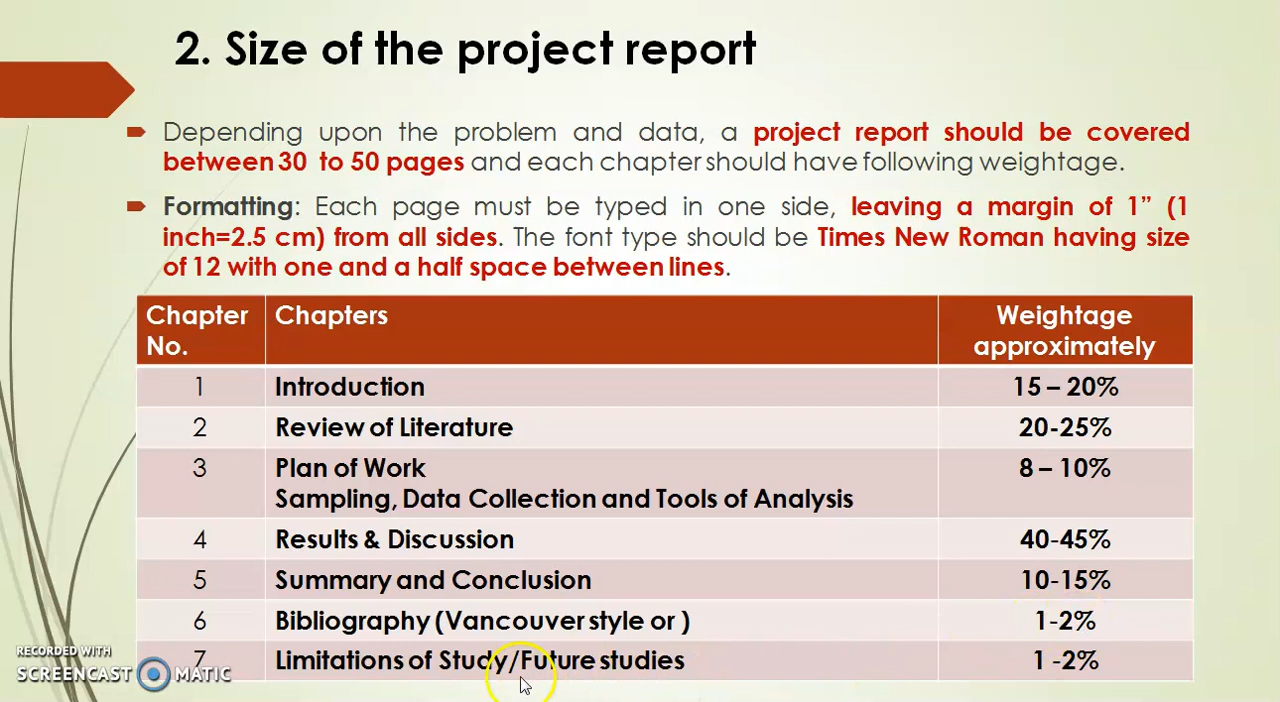 2. Size of the project report
Depending upon the problem and data, a project report should be covered
between 30 to 50 pages and each chapter should have following weightage.
Formatting: Each page must be typed in one side, leaving a margin of 1” (1
inch=2.5 cm) from all sides. The font type should be Times New Roman having size
of 12 with one and a half space between lines.
Chapter No. Chapters Weightage approximately
1 Introduction 15 – 20%
2 Review of Literature 20-25%
3 Plan of Work 8 – 10%
Sampling, Data Collection and Tools of Analysis
4 Results & Discussion 40-45%
5 Summary and Conclusion 10-15%
6 Bibliography (Vancouver style or ) 1-2%
7 Limitations of Study/Future studies 1 -2%
RECORDED WITH
SCREENCAST MATIC